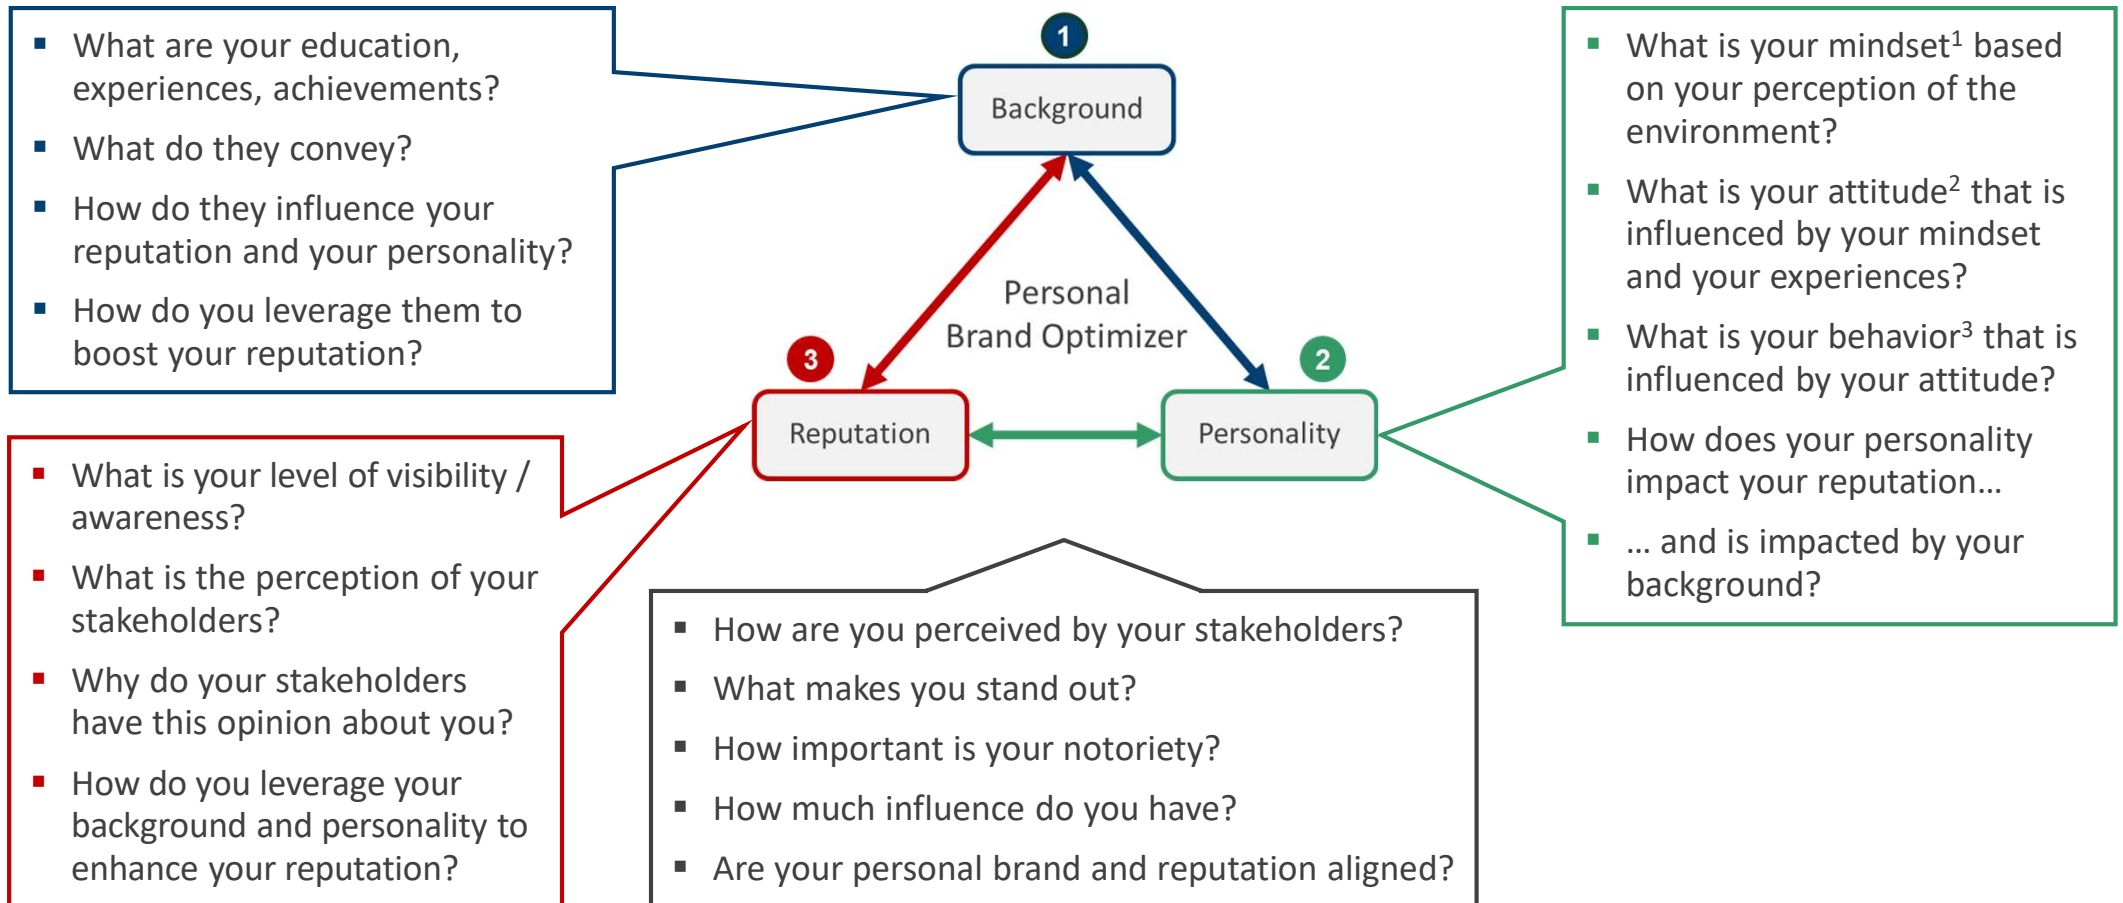 ▪ What are your education,
experiences, achievements?
▪ What do they convey?
▪ How do they influence your
reputation and your personality?
▪ How do you leverage them to
boost your reputation?
1
Background
Personal
Brand Optimizer
3
Reputation
2
Personality
▪ What is your mindset¹ based
on your perception of the
environment?
▪ What is your attitude² that is
influenced by your mindset
and your experiences?
▪ What is your behavior³ that is
influenced by your attitude?
▪ How does your personality
impact your reputation…
▪ … and is impacted by your
background?
▪ What is your level of visibility /
awareness?
▪ What is the perception of your
stakeholders?
▪ Why do your stakeholders
have this opinion about you?
▪ How do you leverage your
background and personality to
enhance your reputation?
▪ How are you perceived by your stakeholders?
▪ What makes you stand out?
▪ How important is your notoriety?
▪ How much influence do you have?
▪ Are your personal brand and reputation aligned?